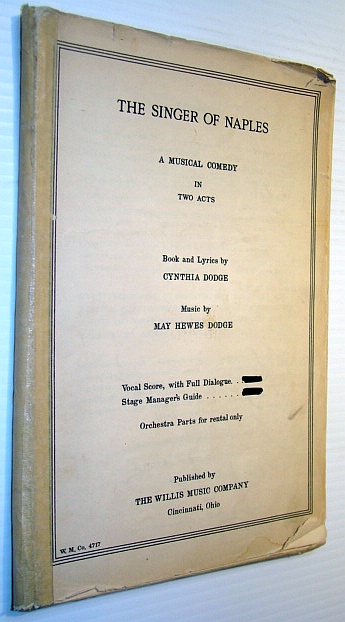 THE SINGER OF NAPLES
A MUSICAL COMEDY
IN
TWO ACTS
Book and Lyrics by
CYNTHIA DODGE
Music by
MAY HEWES DODGE
Vocal Score, with Full Dialogue. .
Stage Manager's Guide . . . . . .
Orchestra Parts for rental only
Published by
THE WILLIS MUSIC COMPANY
Cincinnati, Ohio
W. M. Co. 4717